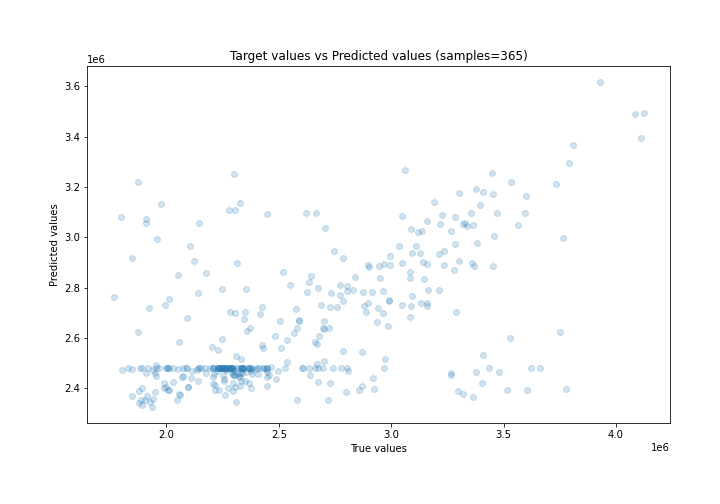 Target values vs Predicted values (samples=365)
1e6
3.6
3.4
3.2
3.0
2.8
2.6
2.4
Predicted values
2.0 2.5 3.0 3.5 4.0
True values
1e6